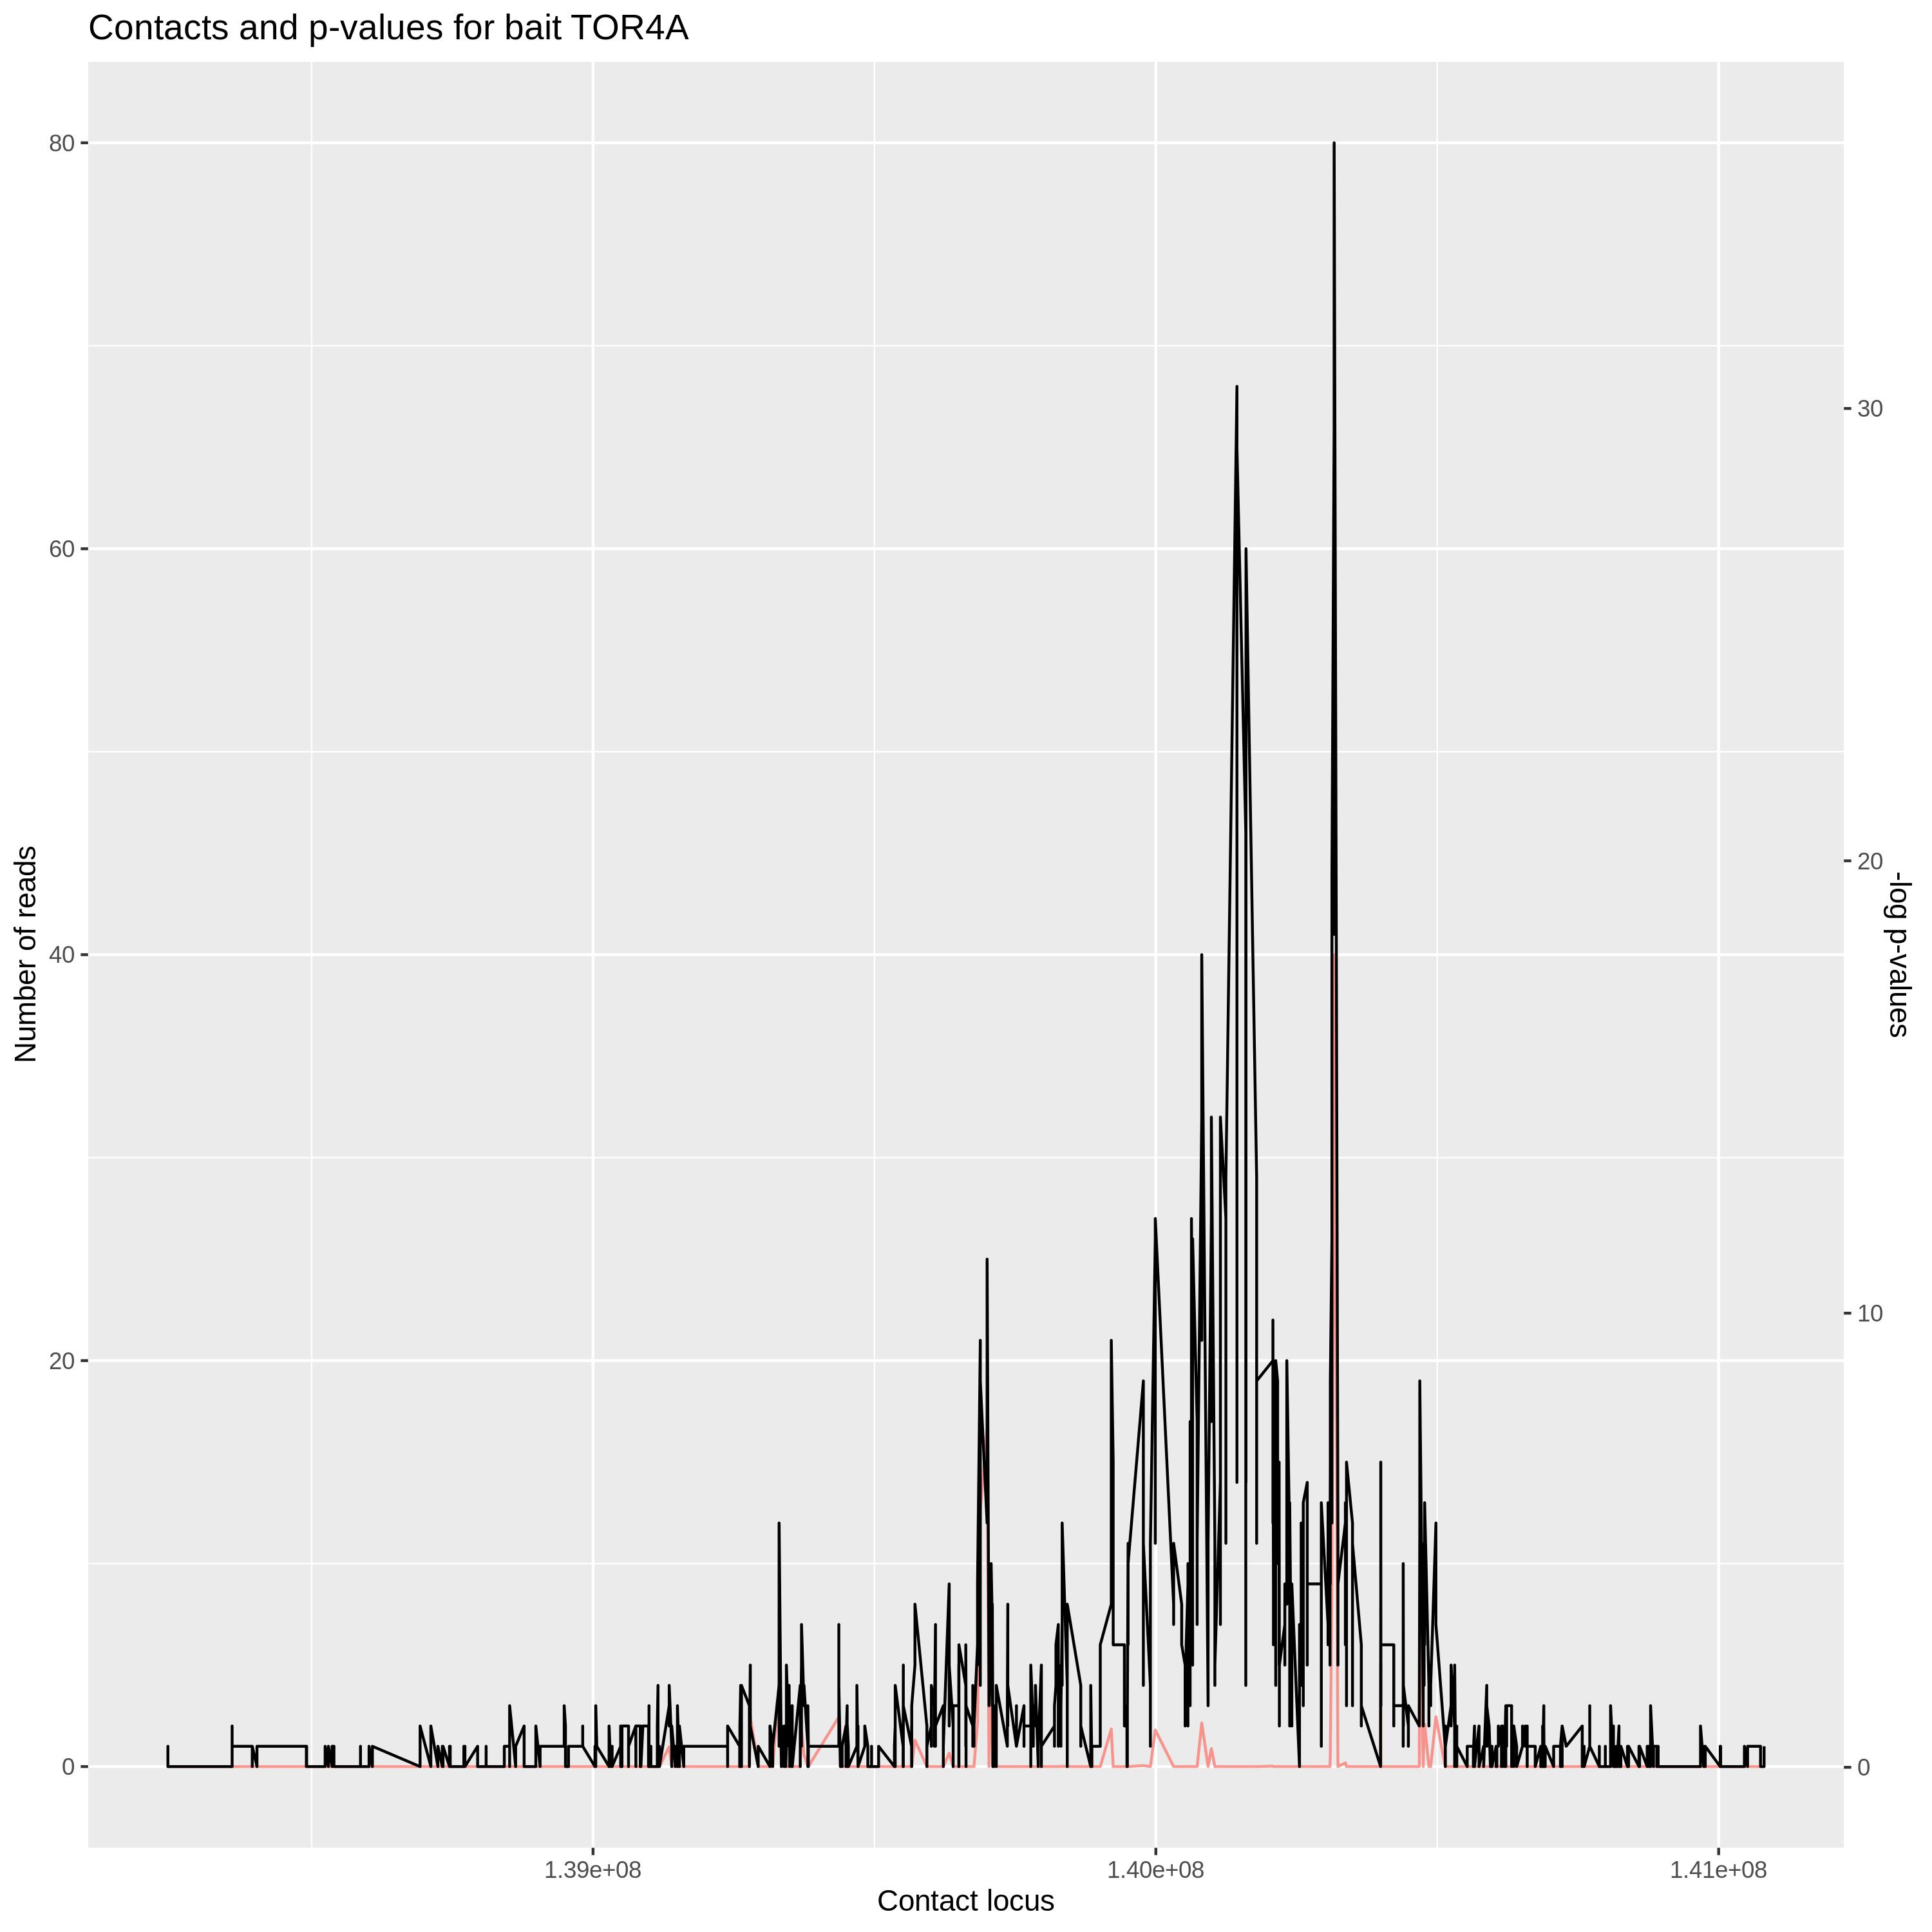 Contacts and p-values for bait TOR4A
80
60
40
20
0
Number of reads
30
20
10
0
-log p-values
1.39e+08
1.40e+08
1.41e+08
Contact locus